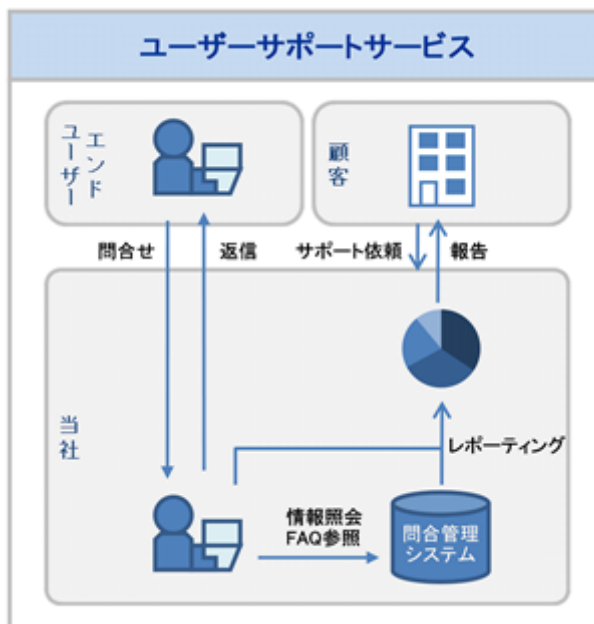 ユーザーサポートサービス
エンド
ユーザー
顧客
問合せ
返信
サポート依頼
報告
当社
レポーティング
情報照会
FAQ参照
問合管理
システム